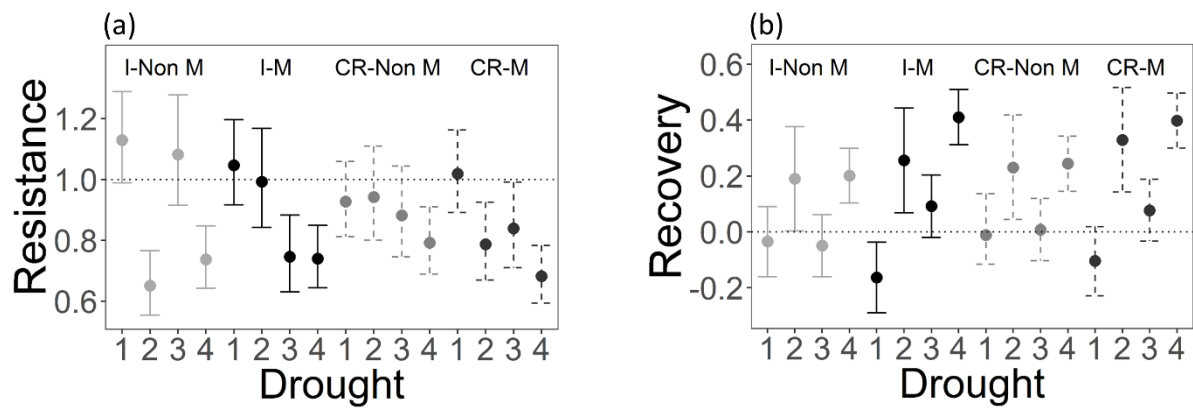 (a)
I-Non M I-M CR-Non M CR-M
Resistance
1.2
1.0
0.8
0.6
1 2 3 4 1 2 3 4 1 2 3 4 1 2 3 4
Drought
(b)
I-Non M I-M CR-Non M CR-M
Recovery
0.6
0.4
0.2
0.0
-0.2
1 2 3 4 1 2 3 4 1 2 3 4 1 2 3 4
Drought